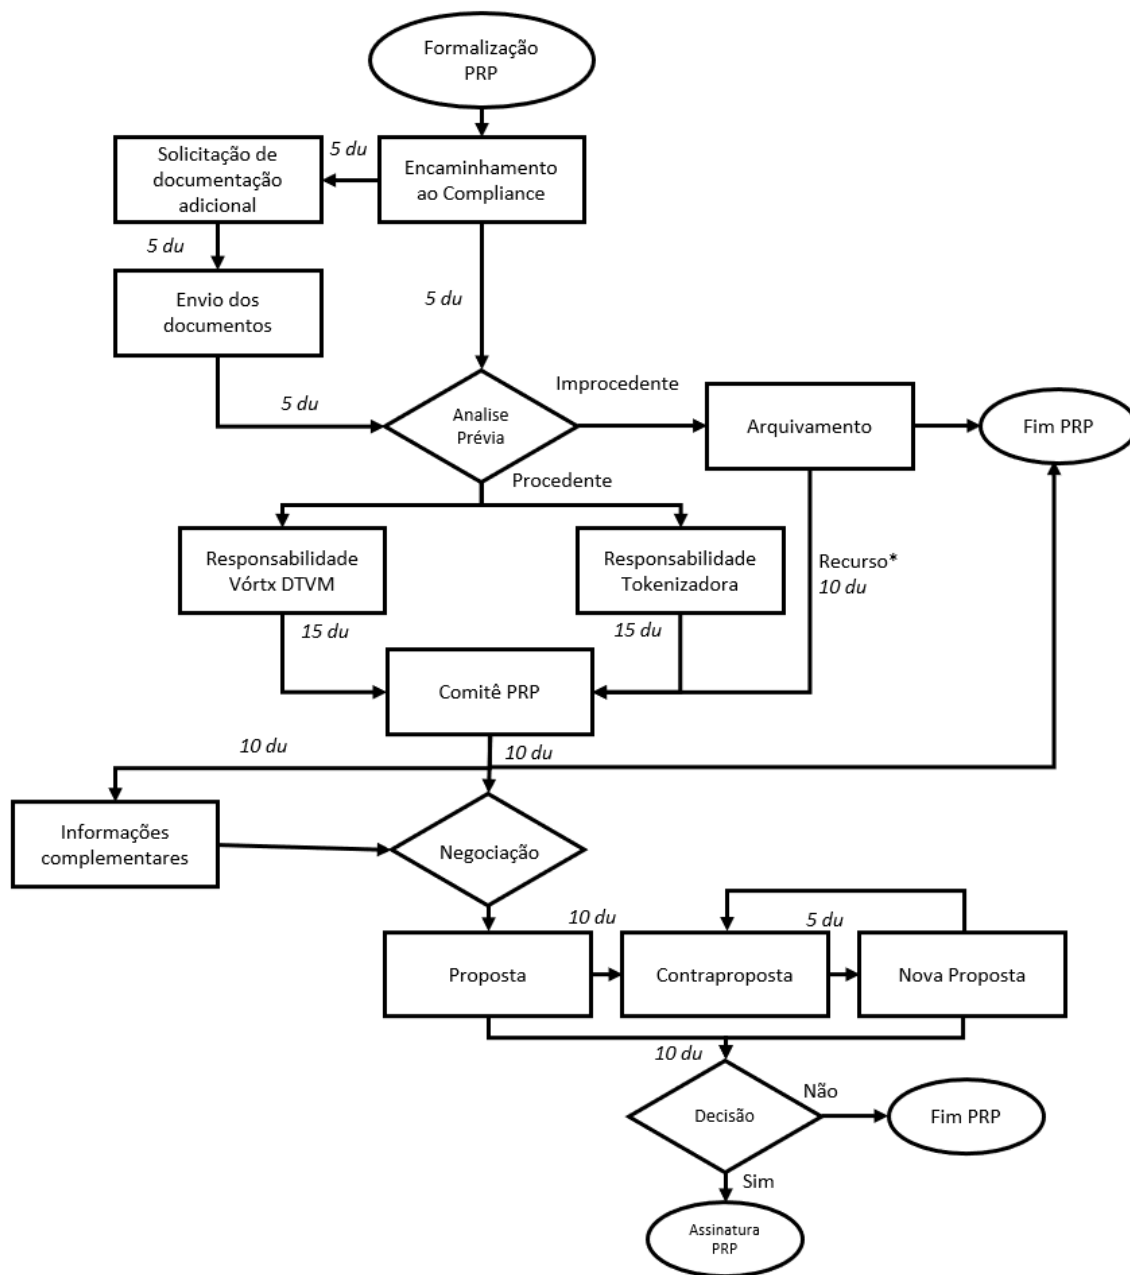 Formalização
PRP
Solicitação de
documentação
adicional
5 du
Encaminhamento
ao Compliance
5 du
Envio dos
documentos
5 du
5 du
Analise
Prévia
Improcedente
Arquivamento
Fim PRP
Procedente
Responsabilidade
Vórtx DTVM
Responsabilidade
Tokenizadora
Recurso*
10 du
15 du
15 du
Comitê PRP
10 du
10 du
Informações
complementares
Negociação
Proposta
10 du
Contraproposta
5 du
Nova Proposta
10 du
Decisão
Não
Fim PRP
Sim
Assinatura
PRP